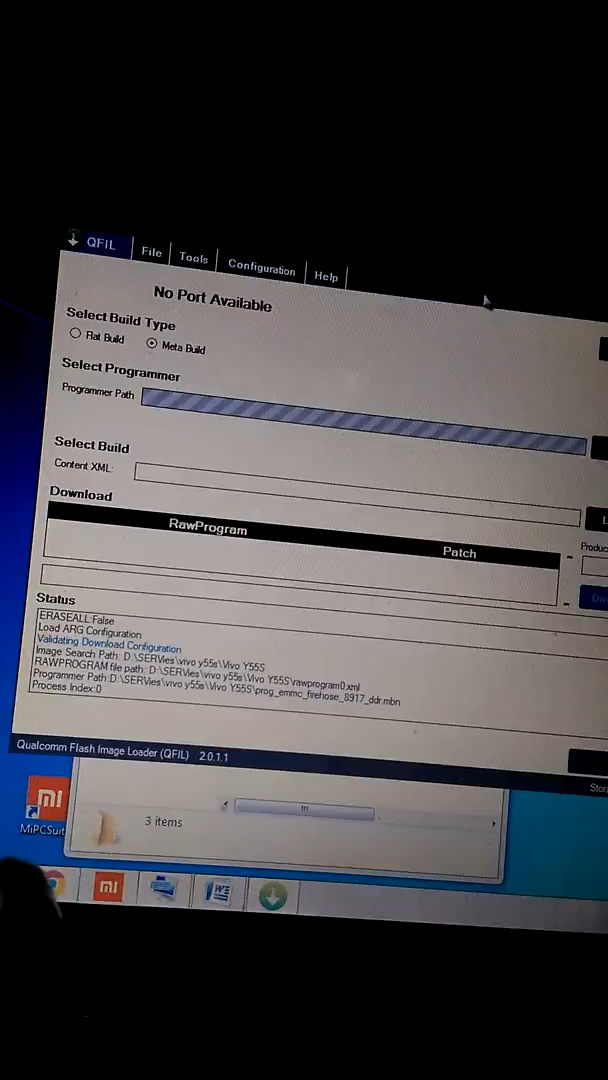 QFIL File Tools Configuration Help
No Port Available
Select Build Type
Flat Build Meta Build
Select Programmer
Programmer Path
Select Build
Content XML:
Download
RawProgram Patch
Produc
Status
ERASEALL:False
Load ARG Configuration
Validating Download Configuration
Image Search Path: D:\SERVies\vivo y55s\Vivo Y55S
RAWPROGRAM file path: D:\SERVies\vivo y55s\Vivo Y55S\rawprogram0.xml
Programmer Path:D:\SERVies\vivo y55s\Vivo Y55S\prog_emmc_firehose_8917_ddr.mbn
Process Index:0
Qualcomm Flash Image Loader (QFIL) 2.0.1.1
Stora
3 items
MiPCSuit